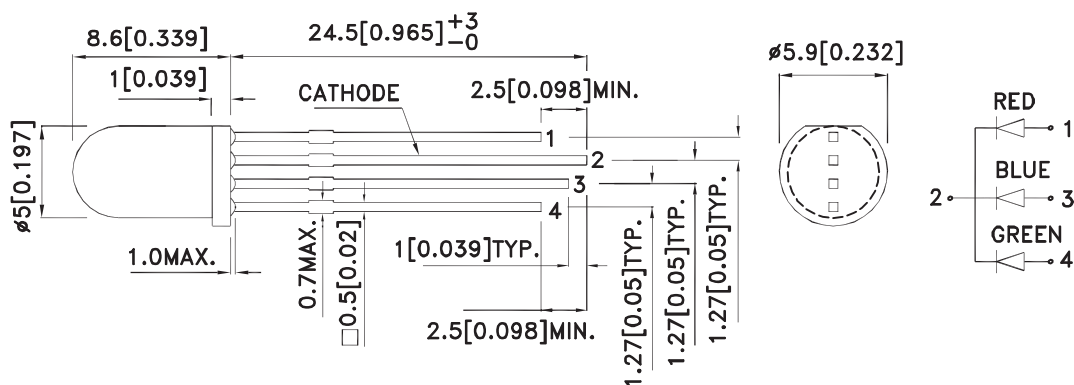 8.6[0.339]
24.5[0.965] +3 -0
1[0.039]
CATHODE
2.5[0.098]MIN.
ø5[0.197]
1
2
3
4
1.0MAX.
0.7MAX.
□0.5[0.02]
1[0.039]TYP.
2.5[0.098]MIN.
1.27[0.05]TYP.
1.27[0.05]TYP.
1.27[0.05]TYP.
ø5.9[0.232]
RED
1
BLUE
2
3
GREEN
4